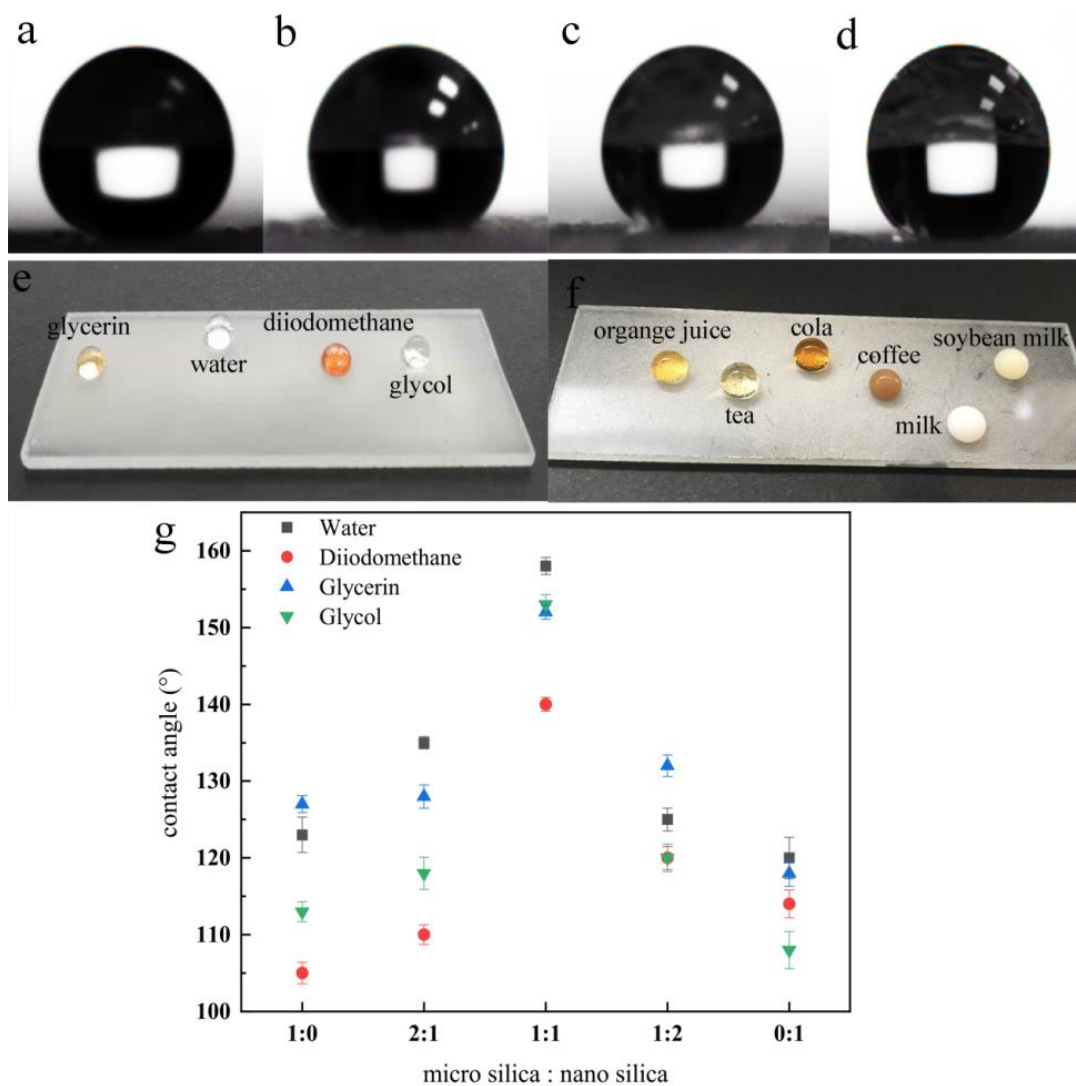 a
b
c
d
e
glycerin
water
diiodomethane
glycol
f
organge juice
tea
cola
coffee
soybean milk
milk
g
Water
Diiodomethane
Glycerin
Glycol
160
150
140
130
120
110
100
contact angle (°)
1:0 2:1 1:1 1:2 0:1
micro silica : nano silica